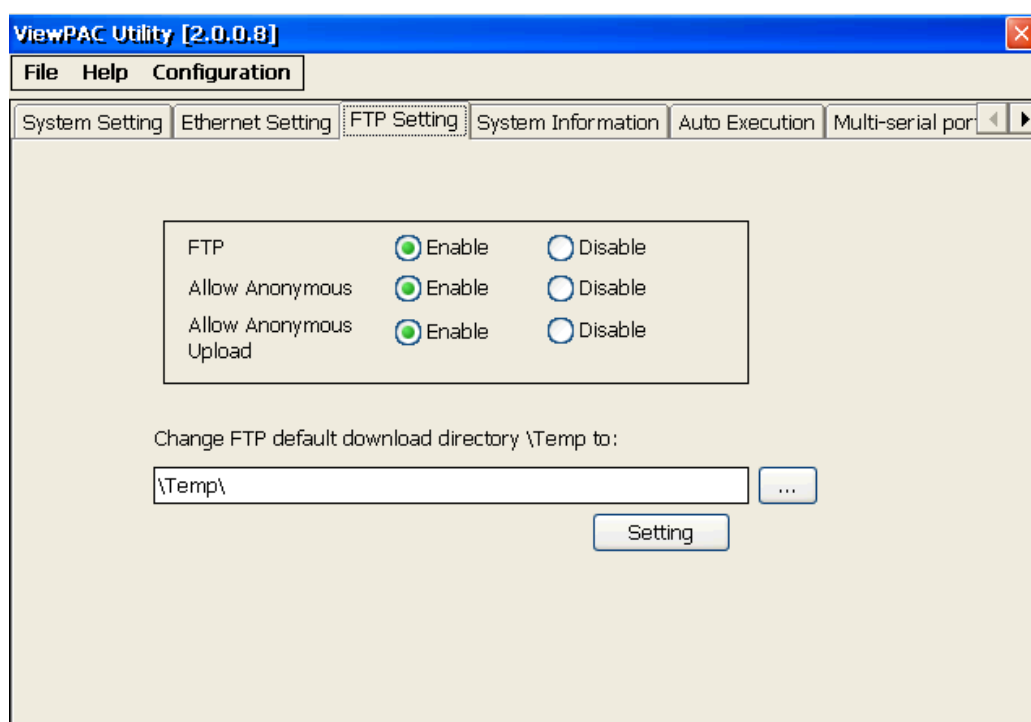 ViewPAC Utility [2.0.0.8]
File Help Configuration
System Setting Ethernet Setting FTP Setting System Information Auto Execution Multi-serial por
FTP Enable Disable
Allow Anonymous Enable Disable
Allow Anonymous Upload Enable Disable
Change FTP default download directory \Temp to:
\Temp\ ...
Setting